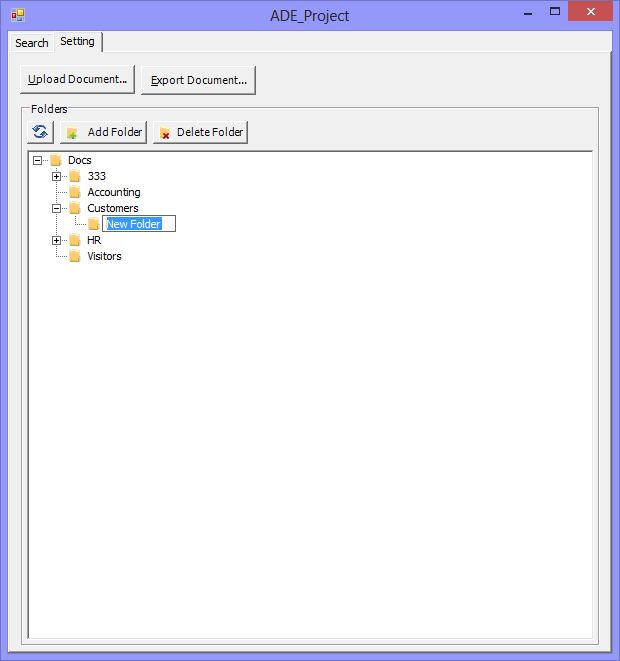 ADE_Project
Search Setting
Upload Document... Export Document...
Folders
Add Folder Delete Folder
Docs
333
Accounting
Customers
New Folder
HR
Visitors